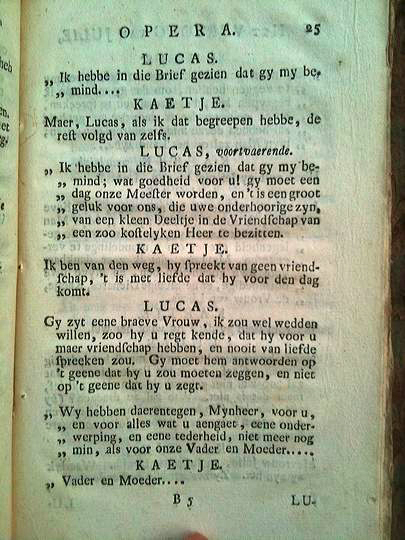 OPERA. 25
LUCAS.
„ Ik hebbe in die Brief gezien dat gy my be-
„ mind....
KAETJE.
Maer, Lucas, als ik dat begreepen hebbe, de
reſt volgd van zelfs.
LUCAS, voortvaerende.
„ Ik hebbe in die Brief gezien dat gy my be-
„ mind; wat goedheid voor u! gy moet een
„ dag onze Meeſter worden, en 't is een groot
„ geluk voor ons, die uwe onderhoorige zyn,
„ van een kleen Deeltje in de Vriendſchap van
„ een zoo koſtelyken Heer te bezitten.
KAETJE.
Ik ben van den weg, hy ſpreekt van geen vriend-
ſchap, 't is met liefde dat hy voor den dag
komt.
LUCAS.
Gy zyt eene braeve Vrouw, ik zou wel wedden
willen, zoo hy u regt kende, dat hy voor u
maer vriendſchap hebben, en nooit van liefde
ſpreeken zou. Gy moet hem antwoorden op
't geene dat hy u zou moeten zeggen, en niet
op 't geene dat hy u zegt.
„ Wy hebben daerentegen, Mynheer, voor u,
„ en voor alles wat u aengaet, eene onder-
„ werping, en eene tederheid, niet meer nog
„ min, als voor onze Vader en Moeder....
KAETJE.
„ Vader en Moeder....
B 5 LU-